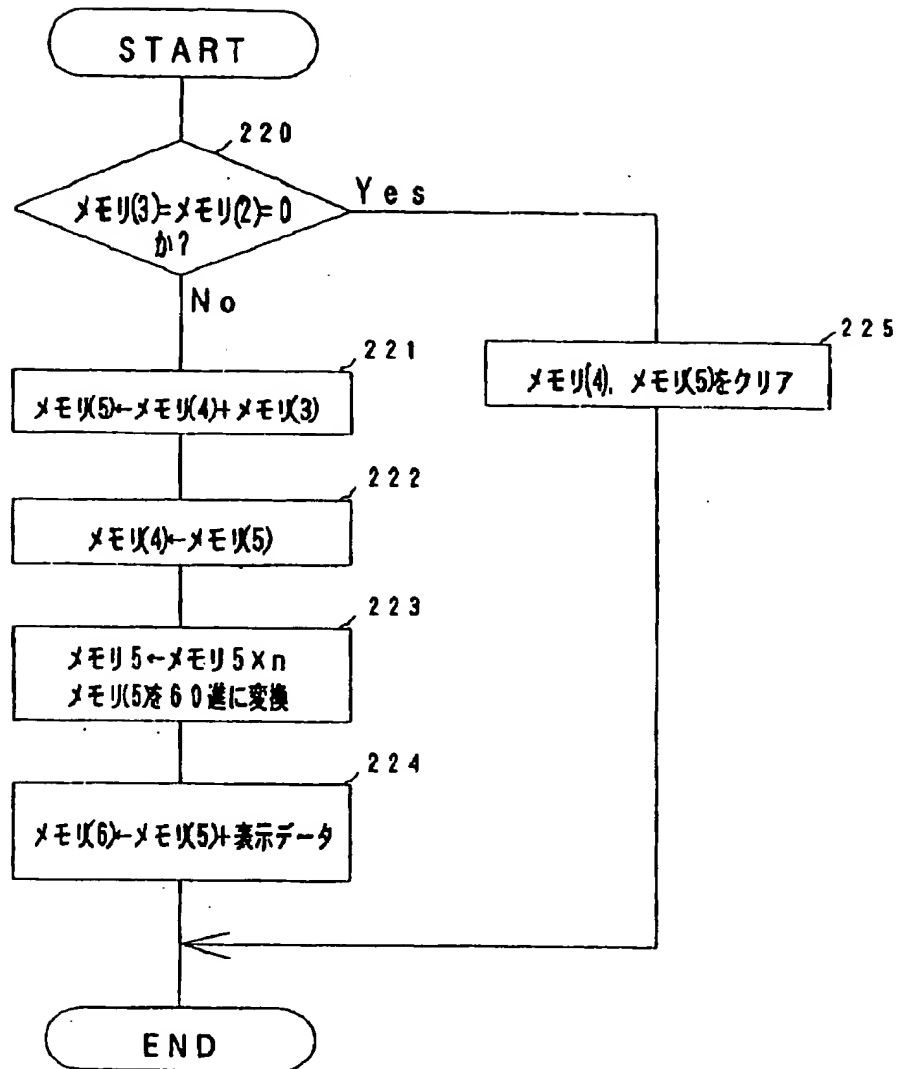 START
220
メモリ(3)=メモリ(2)=0
か?
Yes
No
221
メモリ(5)←メモリ(4)+メモリ(3)
225
メモリ(4), メモリ(5)をクリア
222
メモリ(4)←メモリ(5)
223
メモリ5←メモリ5×n
メモリ(5)を60進に変換
224
メモリ(6)←メモリ(5)+表示データ
END